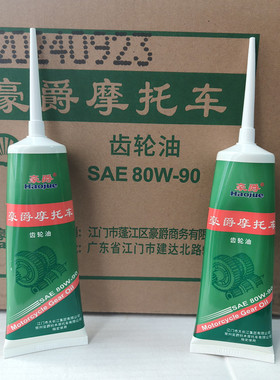 20240923
豪爵摩托车
齿轮油
SAE 80W-90
江门市蓬江区豪爵商务有限
广东省江门市建达北路
豪爵
Haojue
豪爵摩托车
齿轮油
SAE 80W-90
Motorcycle Gear Oil
豪爵
Haojue
豪爵摩托车
齿轮油
SAE 80W-90
Motorcycle Gear Oil